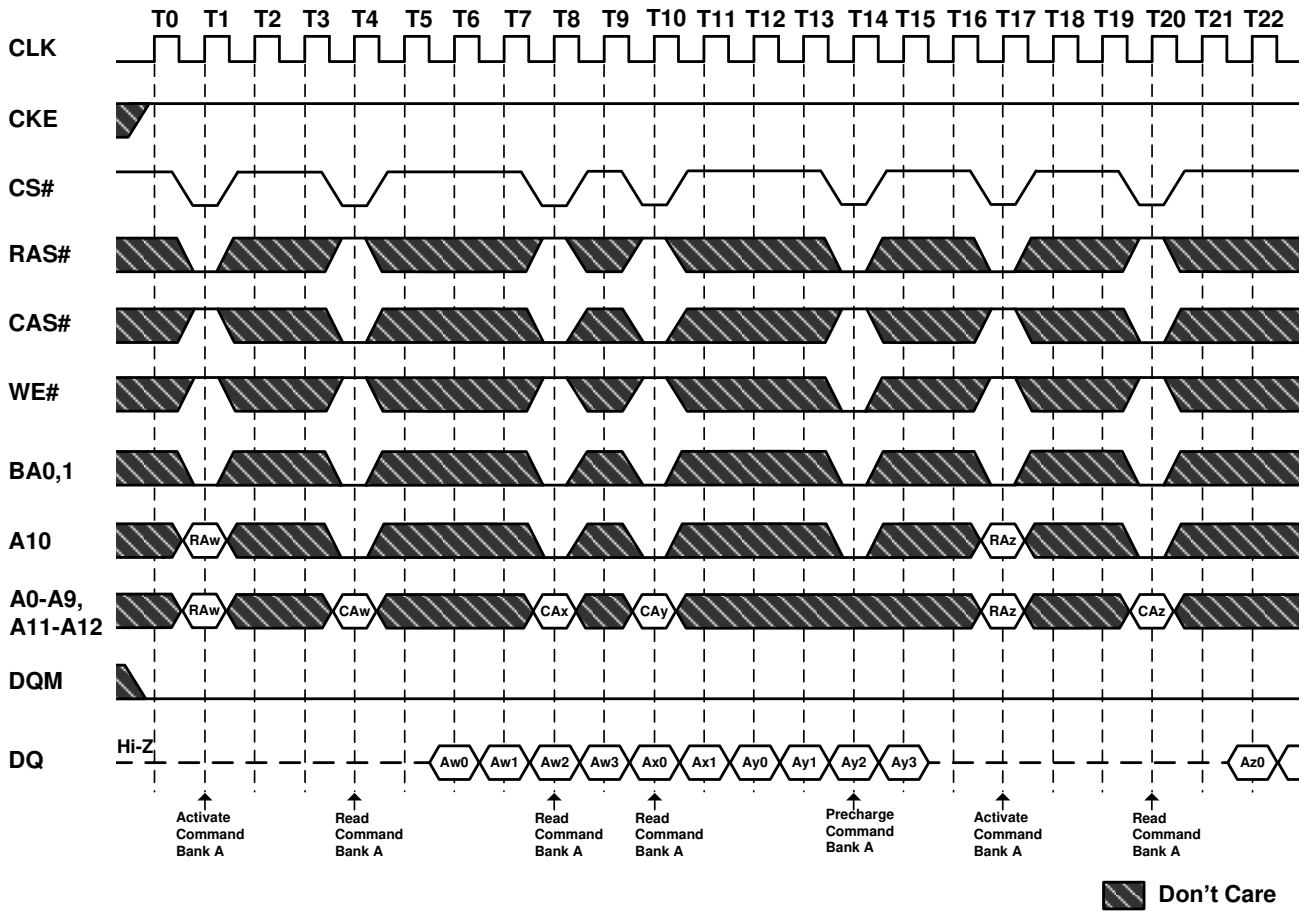 T0 T1 T2 T3 T4 T5 T6 T7 T8 T9 T10 T11 T12 T13 T14 T15 T16 T17 T18 T19 T20 T21 T22
CLK
CKE
CS#
RAS#
CAS#
WE#
BA0,1
A10 RAw RAz
A0-A9,
A11-A12 RAw CAw CAx CAy RAz CAz
DQM
DQ Hi-Z Aw0 Aw1 Aw2 Aw3 Ax0 Ax1 Ay0 Ay1 Ay2 Ay3 Az0
Activate
Command
Bank A
Read
Command
Bank A
Read
Command
Bank A
Read
Command
Bank A
Precharge
Command
Bank A
Activate
Command
Bank A
Read
Command
Bank A
Don't Care